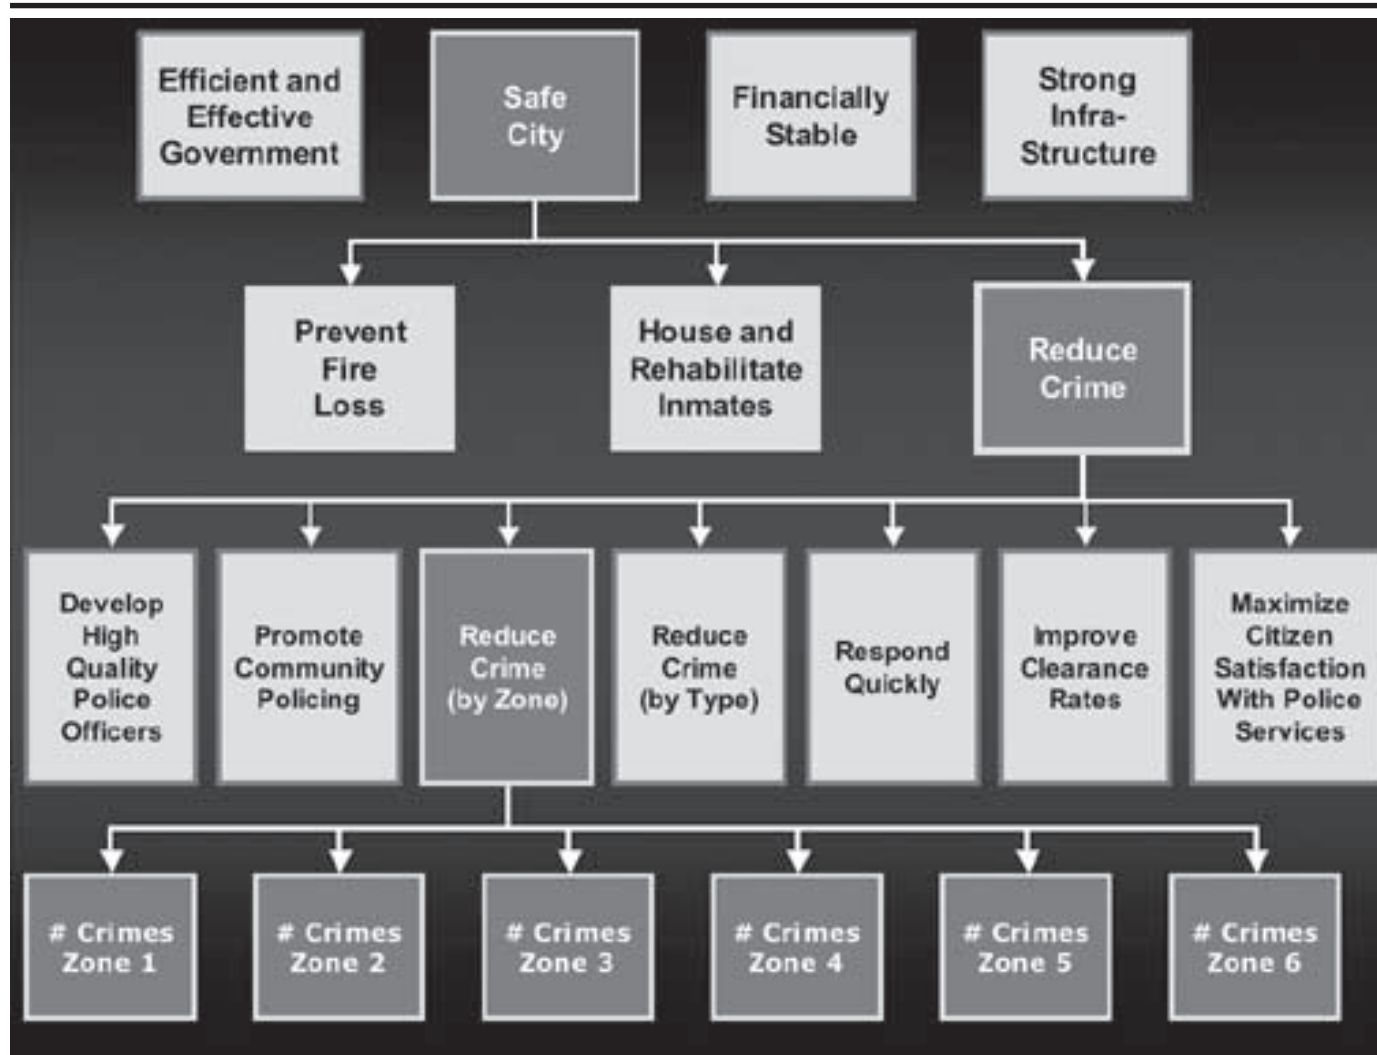 Efficient and
Effective
Government
Safe
City
Financially
Stable
Strong
Infra-
Structure
Prevent
Fire
Loss
House and
Rehabilitate
Inmates
Reduce
Crime
Develop
High
Quality
Police
Officers
Promote
Community
Policing
Reduce
Crime
(by Zone)
Reduce
Crime
(by Type)
Respond
Quickly
Improve
Clearance
Rates
Maximize
Citizen
Satisfaction
With Police
Services
# Crimes
Zone 1
# Crimes
Zone 2
# Crimes
Zone 3
# Crimes
Zone 4
# Crimes
Zone 5
# Crimes
Zone 6